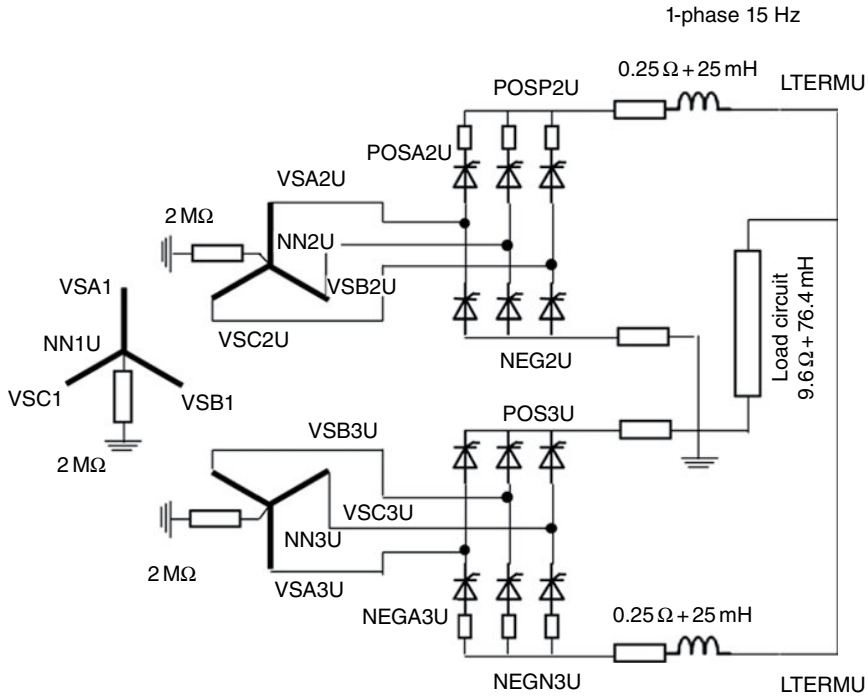 1-phase 15 Hz
0.25 Ω + 25 mH
LTERMU
POSP2U
POSA2U
VSA2U
2 MΩ
NN2U
VSB2U
VSA1
VSC2U
NN1U
NEG2U
Load circuit
9.6 Ω + 76.4 mH
VSC1
VSB1
POS3U
VSB3U
2 MΩ
VSC3U
NN3U
2 MΩ
VSA3U
NEGA3U
0.25 Ω + 25 mH
NEGN3U
LTERMU